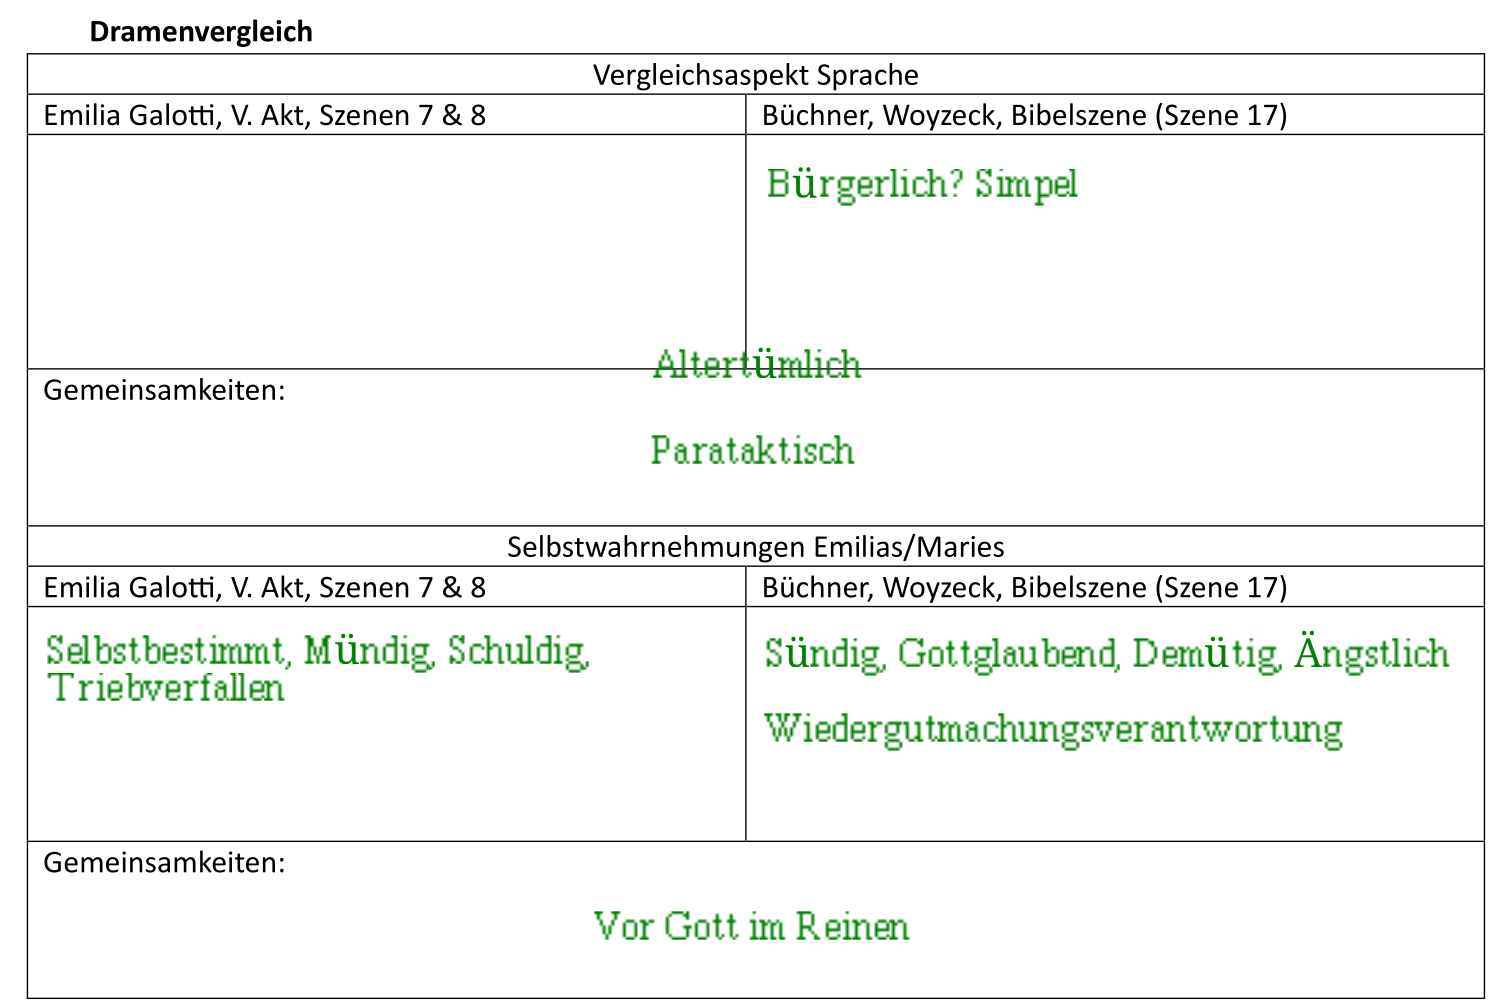 Dramenvergleich
Vergleichsaspekt Sprache
Emilia Galotti, V. Akt, Szenen 7 & 8
Büchner, Woyzeck, Bibelszene (Szene 17)
Bürgerlich? Simpel
Altertümlich
Gemeinsamkeiten:
Parataktisch
Selbstwahrnehmungen Emilias/Maries
Emilia Galotti, V. Akt, Szenen 7 & 8
Büchner, Woyzeck, Bibelszene (Szene 17)
Selbstbestimmt, Mündig, Schuldig,
Triebverfallen
Sündig, Gottglaubend, Demütig, Ängstlich
Wiedergutmachungsverantwortung
Gemeinsamkeiten:
Vor Gott im Reinen